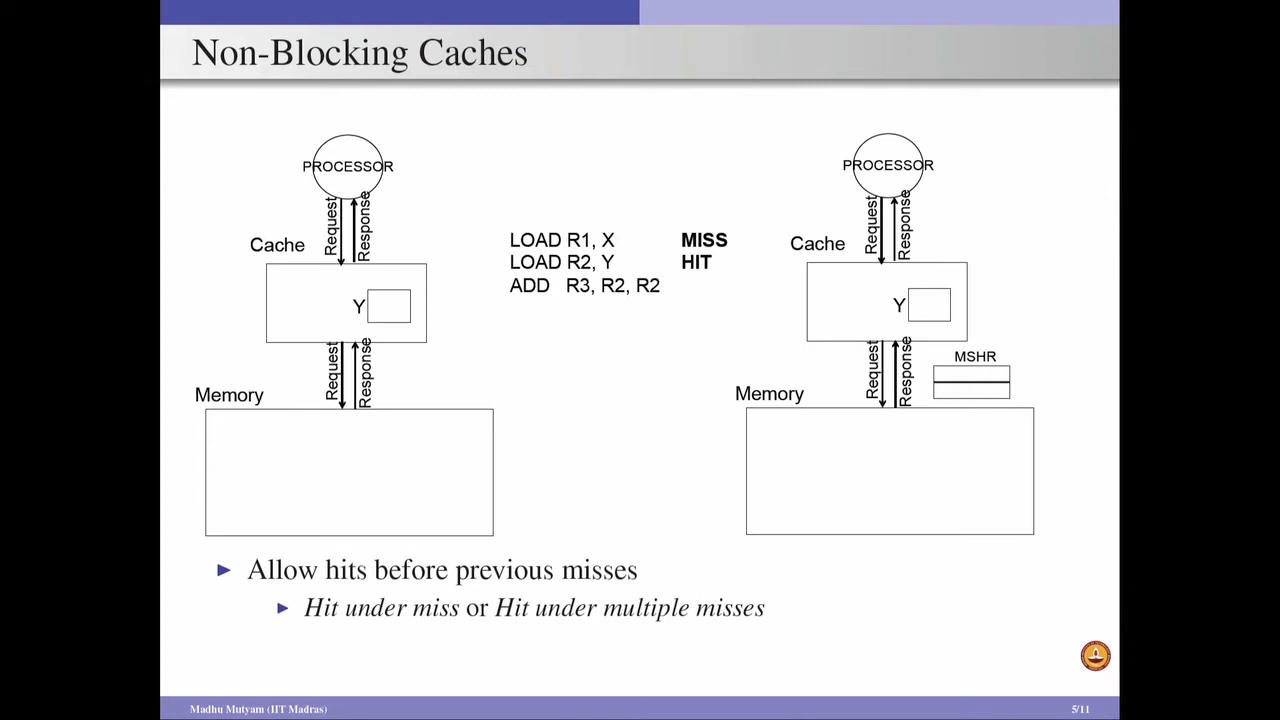 Non-Blocking Caches
PROCESSOR
Request
Response
Cache
Y
Request
Response
Memory
LOAD R1, X MISS
LOAD R2, Y HIT
ADD R3, R2, R2
PROCESSOR
Request
Response
Cache
Y
Request
Response
MSHR
Memory
Allow hits before previous misses
Hit under miss or Hit under multiple misses
Madhu Mutyam (IIT Madras) 5/11